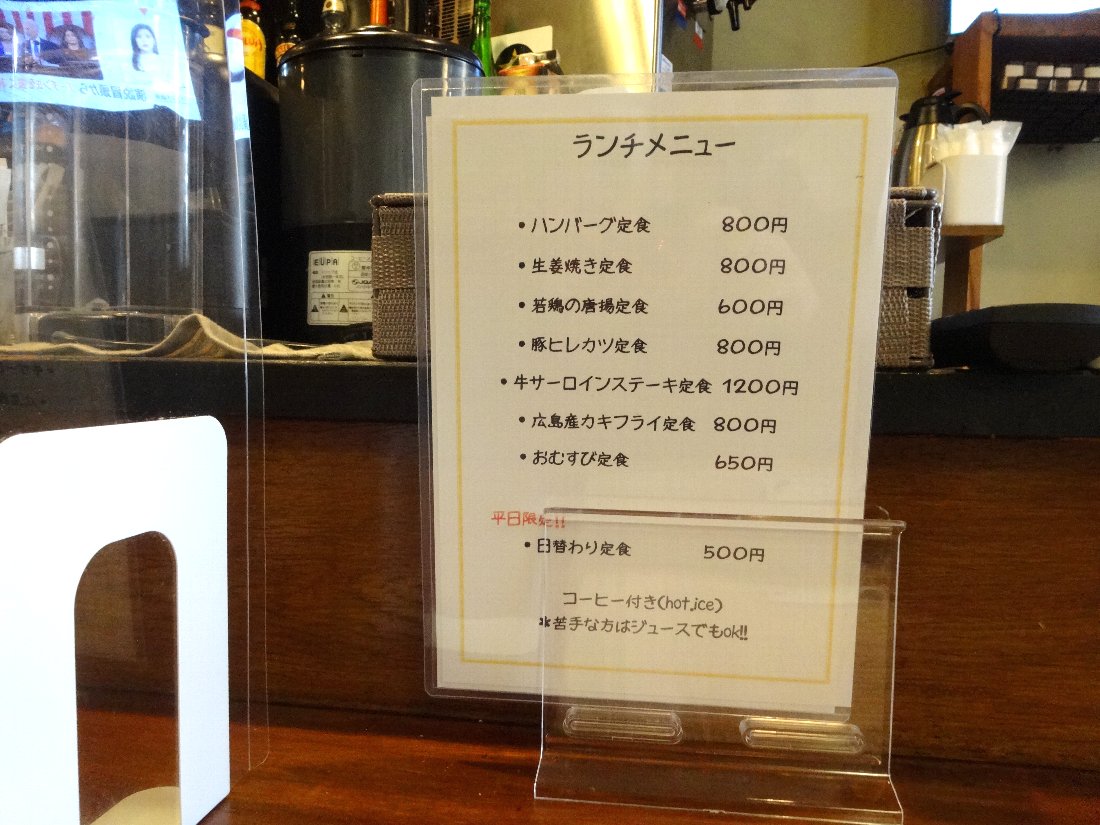 ランチメニュー
・ハンバーグ定食 800円
・生姜焼き定食 800円
・若鶏の唐揚定食 600円
・豚ヒレカツ定食 800円
・牛サーロインステーキ定食 1200円
・広島産カキフライ定食 800円
・おむすび定食 650円
平日限定!!
・日替わり定食 500円
コーヒー付き(hot.ice)
*苦手な方はジュースでもok!!
EUPA